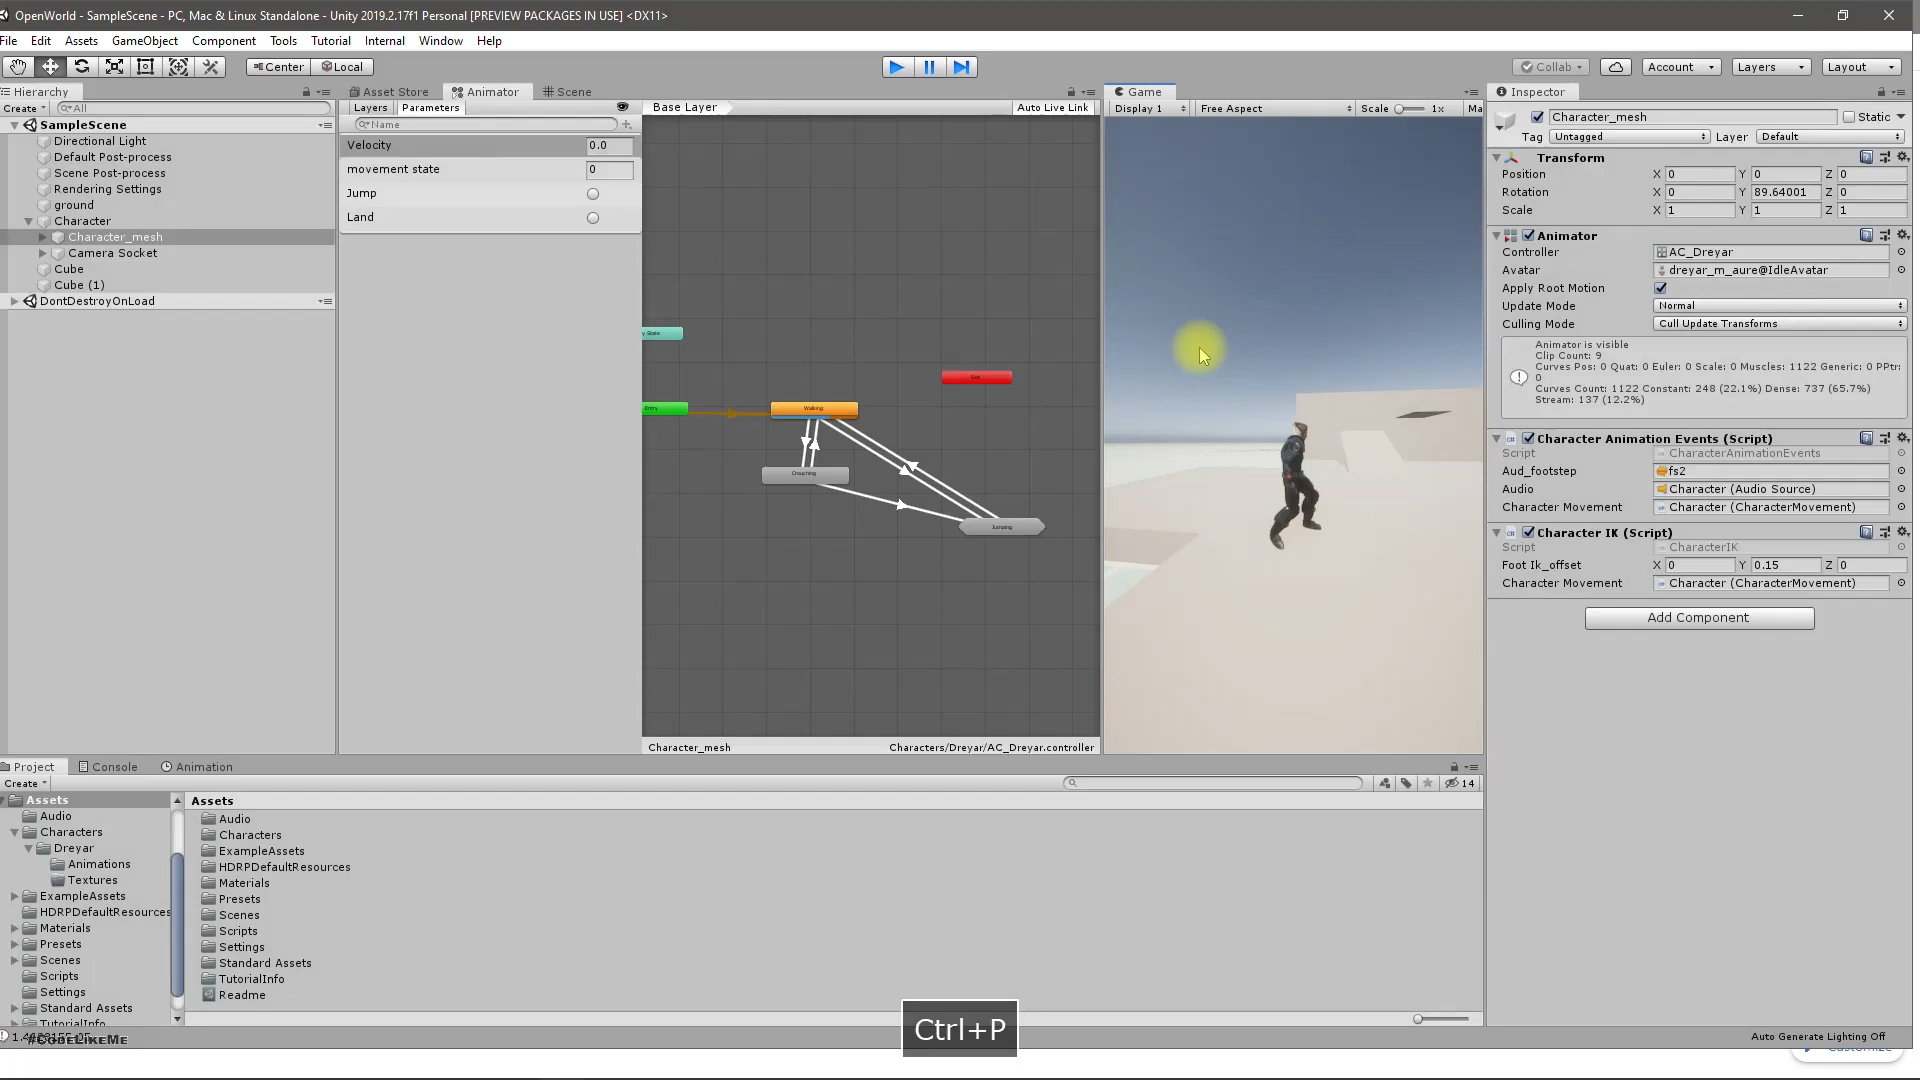 OpenWorld - SampleScene - PC, Mac & Linux Standalone - Unity 2019.2.17f1 Personal [PREVIEW PACKAGES IN USE] <DX11>
File Edit Assets GameObject Component Tools Tutorial Internal Window Help
Center Local
Collab Account Layers Layout
Hierarchy
Create All
SampleScene
Directional Light
Default Post-process
Scene Post-process
Rendering Settings
ground
Character
Character_mesh
Camera Socket
Cube
Cube (1)
DontDestroyOnLoad
Asset Store Animator Scene
Layers Parameters
Base Layer
Auto Live Link
Name
Velocity 0.0
movement state 0
Jump
Land
y State
Exit
Entry
Walking
Crouching
Jumping
Character_mesh
Characters/Dreyar/AC_Dreyar.controller
Game
Display 1 Free Aspect Scale 1x Ma
Inspector
Character_mesh Static
Tag Untagged Layer Default
Transform
Position X 0 Y 0 Z 0
Rotation X 0 Y 89.64001 Z 0
Scale X 1 Y 1 Z 1
Animator
Controller AC_Dreyar
Avatar dreyar_m_aure@IdleAvatar
Apply Root Motion
Update Mode Normal
Culling Mode Cull Update Transforms
Animator is visible
Clip Count: 9
Curves Pos: 0 Quat: 0 Euler: 0 Scale: 0 Muscles: 1122 Generic: 0 PPtr:
0
Curves Count: 1122 Constant: 248 (22.1%) Dense: 737 (65.7%)
Stream: 137 (12.2%)
Character Animation Events (Script)
Script CharacterAnimationEvents
Aud_footstep fs2
Audio Character (Audio Source)
Character Movement Character (CharacterMovement)
Character IK (Script)
Script CharacterIK
Foot Ik_offset X 0 Y 0.15 Z 0
Character Movement Character (CharacterMovement)
Add Component
Project Console Animation
Create
14
Assets
Audio
Characters
Dreyar
Animations
Textures
ExampleAssets
HDRPDefaultResources
Materials
Presets
Scenes
Scripts
Settings
Standard Assets
TutorialInfo
Assets
Audio
Characters
ExampleAssets
HDRPDefaultResources
Materials
Presets
Scenes
Scripts
Settings
Standard Assets
TutorialInfo
Readme
Ctrl+P
#CodeLikeMe
Auto Generate Lighting Off
Customize